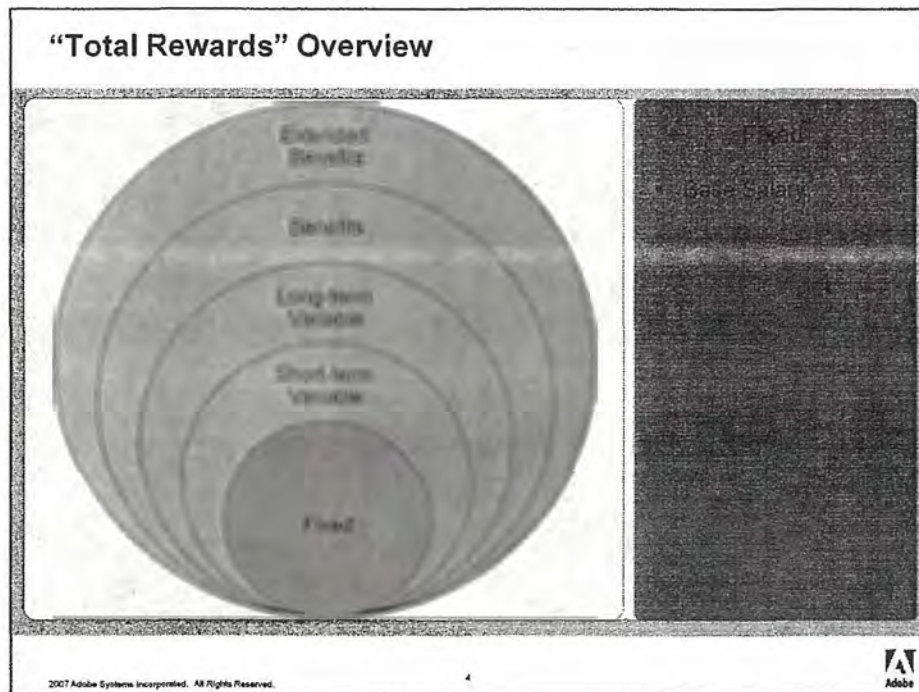 “Total Rewards” Overview
Extended
Benefits
Benefits
Long-term
Variable
Short-term
Variable
Fixed
Fixed
• Base Salary
2007 Adobe Systems Incorporated. All Rights Reserved.
4
Adobe